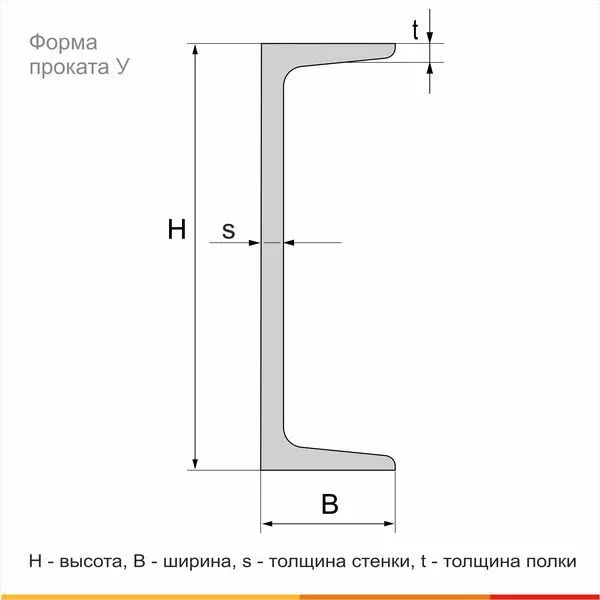 Форма
проката У
t
H
s
B
H - высота, B - ширина, s - толщина стенки, t - толщина полки